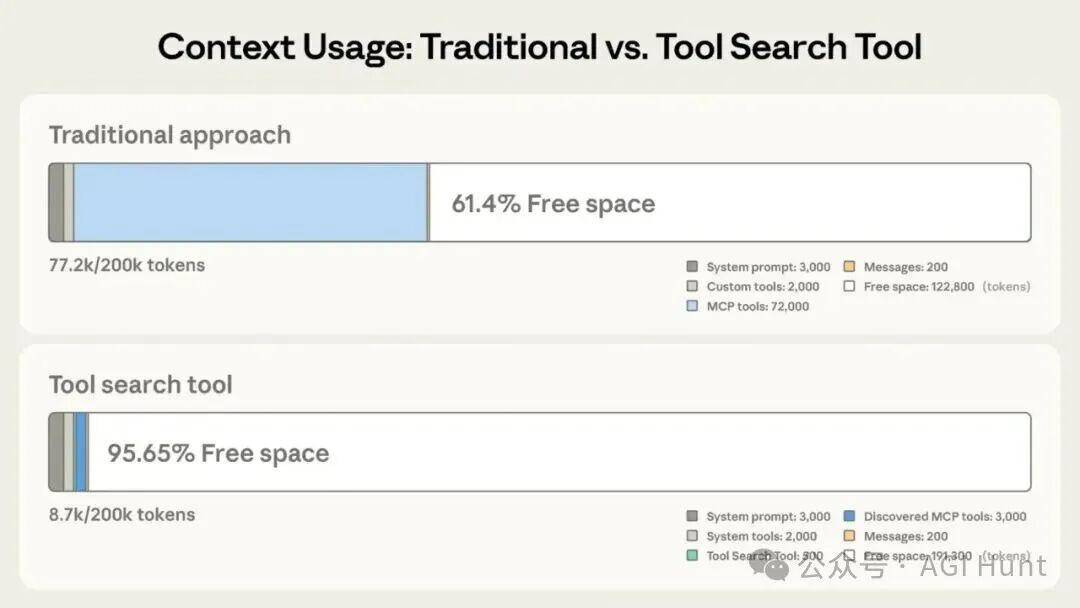 Context Usage: Traditional vs. Tool Search Tool
Traditional approach
61.4% Free space
77.2k/200k tokens
System prompt: 3,000
Messages: 200
Custom tools: 2,000
Free space: 122,800 (tokens)
MCP tools: 72,000
Tool search tool
95.65% Free space
8.7k/200k tokens
System prompt: 3,000
Discovered MCP tools: 3,000
System tools: 2,000
Messages: 200
Tool Search Tool: 500
Free space: 191,300 (tokens)
公众号 · AGI Hunt